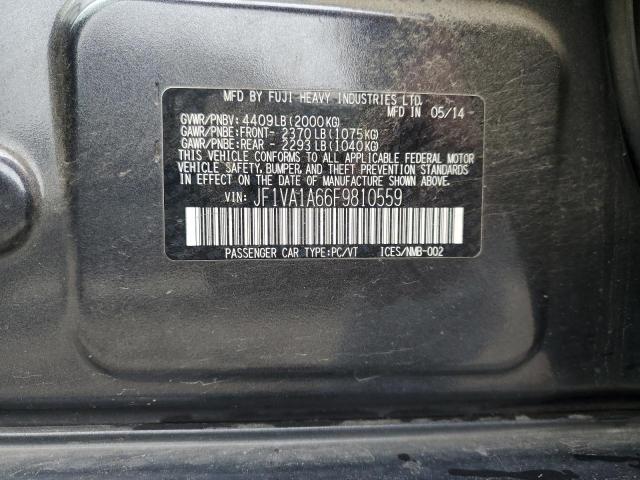 MFD BY FUJI HEAVY INDUSTRIES LTD.
MFD IN 05/14
GVWR/PNBV: 4409LB(2000KG)
GAWR/PNBE:FRONT- 2370LB(1075KG)
GAWR/PNBE:REAR - 2293LB(1040KG)
THIS VEHICLE CONFORMS TO ALL APPLICABLE FEDERAL MOTOR
VEHICLE SAFETY, BUMPER, AND THEFT PREVENTION STANDARDS
IN EFFECT ON THE DATE OF MANUFACTURE SHOWN ABOVE.
VIN: JF1VA1A66F9810559
PASSENGER CAR TYPE:PC/VT ICES/NMB-002